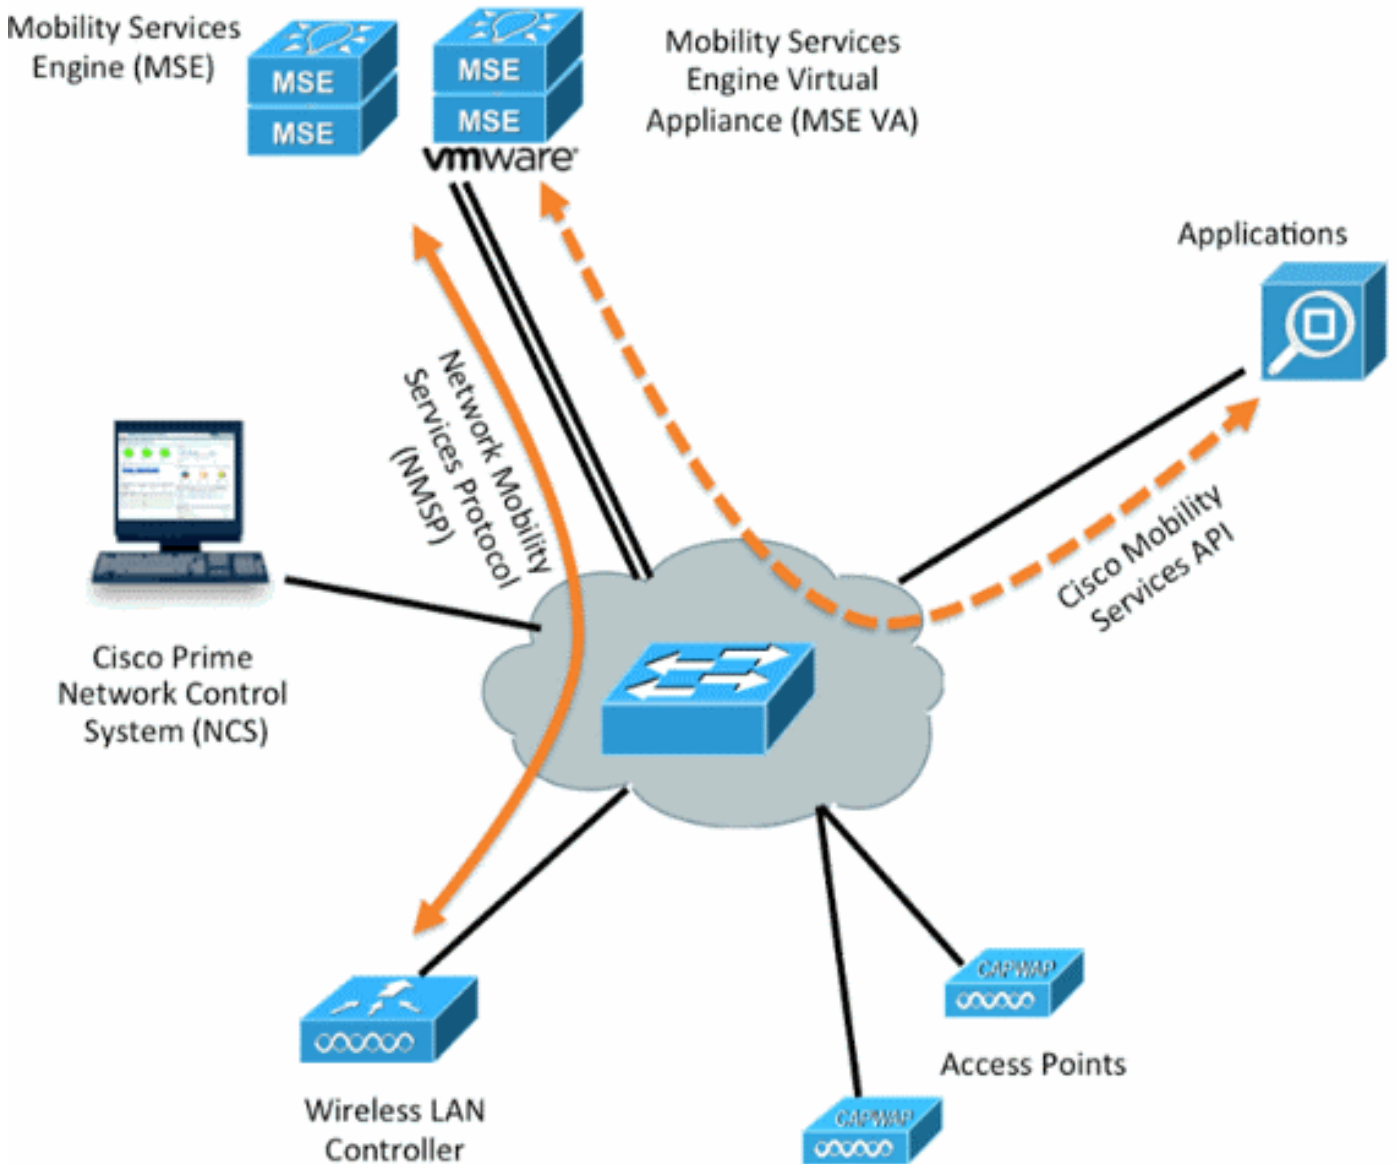 Mobility Services
Engine (MSE)
MSE
MSE
MSE
MSE
vmware
Mobility Services
Engine Virtual
Appliance (MSE VA)
Applications
Network Mobility
Services Protocol
(NMSP)
Cisco Mobility
Services API
Cisco Prime
Network Control
System (NCS)
CAPWAP
Access Points
Wireless LAN
Controller
CAPWAP